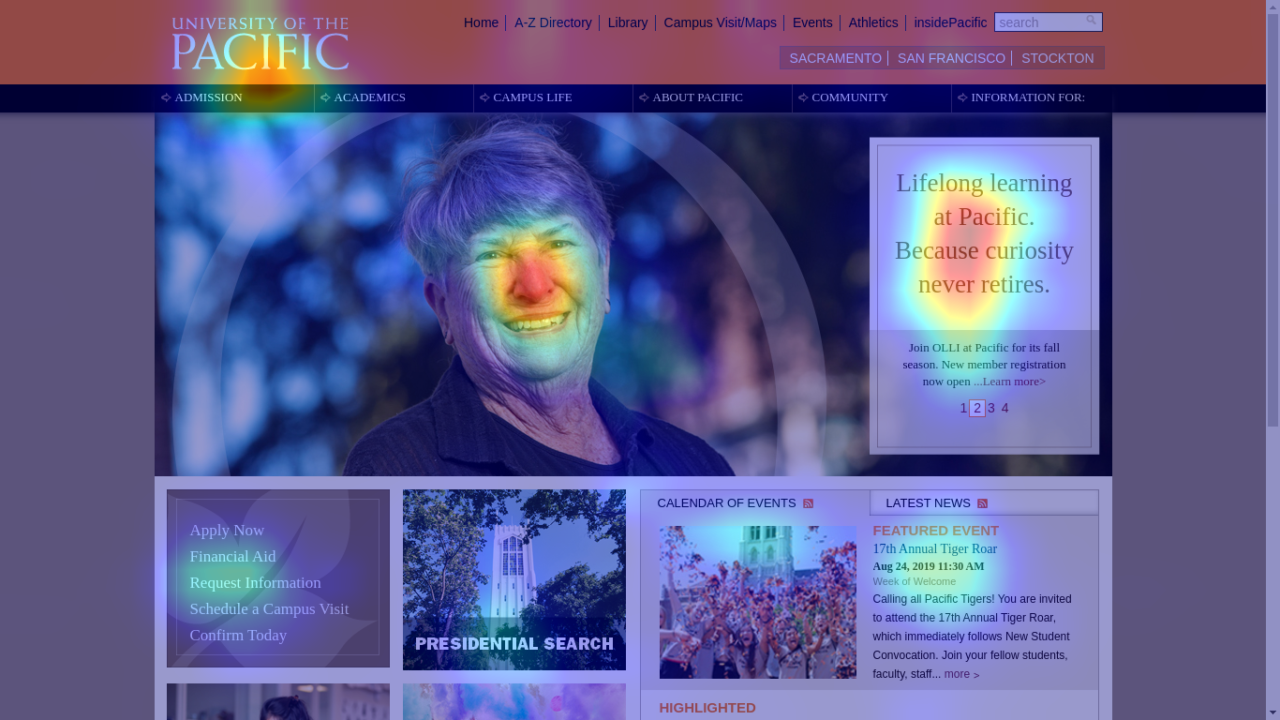 UNIVERSITY OF THE
PACIFIC
Home
A-Z Directory
Library
Campus Visit/Maps
Events
Athletics
insidePacific
search
SACRAMENTO
SAN FRANCISCO
STOCKTON
ADMISSION
ACADEMICS
CAMPUS LIFE
ABOUT PACIFIC
COMMUNITY
INFORMATION FOR:
Lifelong learning
at Pacific.
Because curiosity
never retires.
Join OLLI at Pacific for its fall
season. New member registration
now open ...Learn more>
1 2 3 4
Apply Now
Financial Aid
Request Information
Schedule a Campus Visit
Confirm Today
PRESIDENTIAL SEARCH
CALENDAR OF EVENTS
LATEST NEWS
FEATURED EVENT
17th Annual Tiger Roar
Aug 24, 2019 11:30 AM
Week of Welcome
Calling all Pacific Tigers! You are invited
to attend the 17th Annual Tiger Roar,
which immediately follows New Student
Convocation. Join your fellow students,
faculty, staff... more >
HIGHLIGHTED